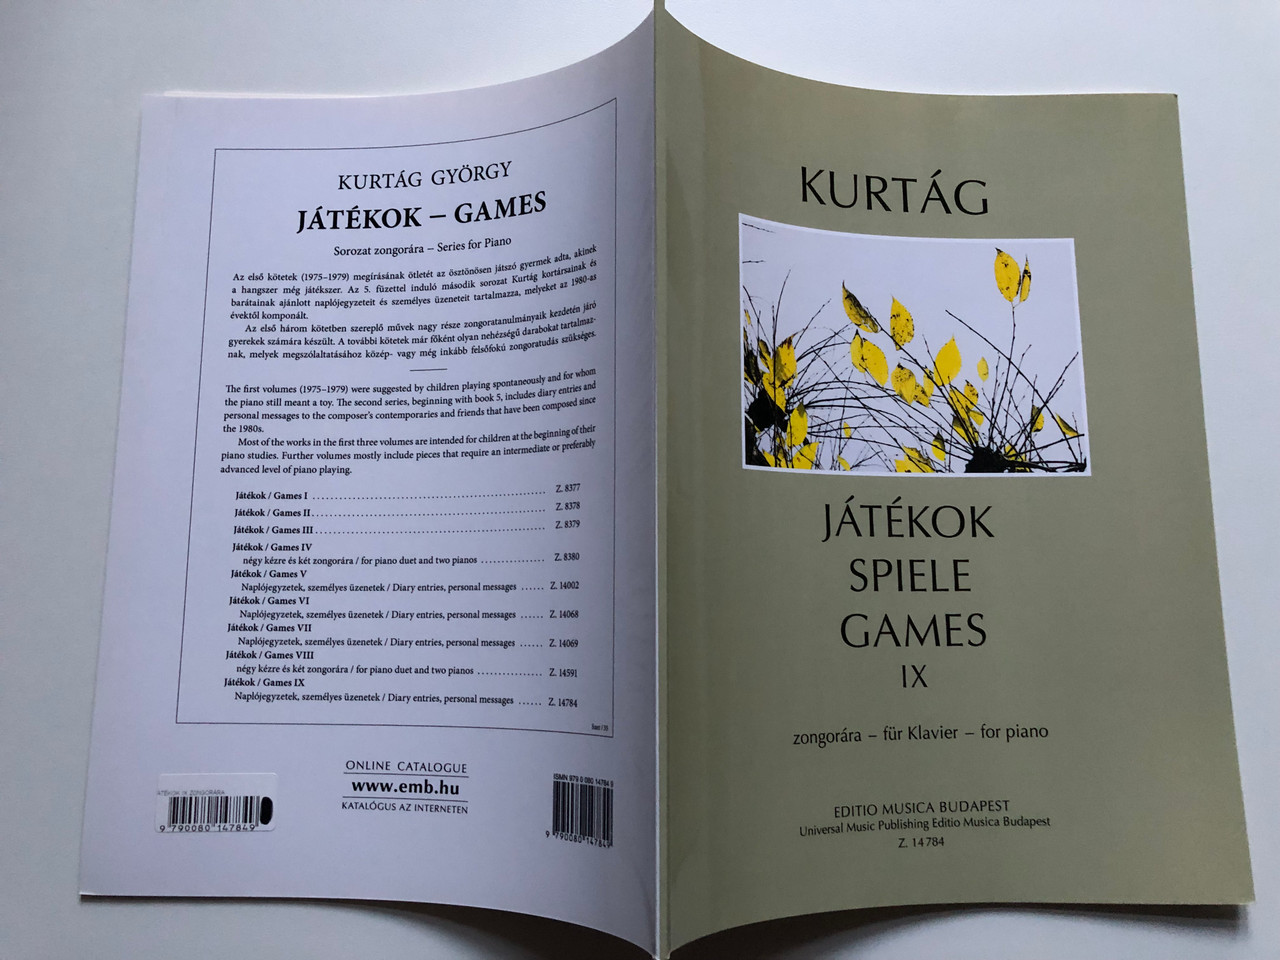 KURTÁG GYÖRGY
JÁTÉKOK – GAMES
Sorozat zongorára – Series for Piano
Az első kötetek (1975–1979) megírásának ötletét az ösztönösen játszó gyermek adta, akinek
a hangszer még játékszer. Az 5. füzettel induló második sorozat Kurtág kortársainak és
barátainak ajánlott naplójegyzeteit és személyes üzeneteit tartalmazza, melyeket az 1980-as
évektől komponált.
Az első három kötetben szereplő művek nagy része zongoratanulmányaik kezdetén járó
gyerekek számára készült. A további kötetek már főként olyan nehézségű darabokat tartalmaz-
nak, melyek megszólaltatásához közép- vagy még inkább felsőfokú zongoratudás szükséges.
The first volumes (1975–1979) were suggested by children playing spontaneously and for whom
the piano still meant a toy. The second series, beginning with book 5, includes diary entries and
personal messages to the composer's contemporaries and friends that have been composed since
the 1980s.
Most of the works in the first three volumes are intended for children at the beginning of their
piano studies. Further volumes mostly include pieces that require an intermediate or preferably
advanced level of piano playing.
Játékok / Games I ........ Z. 8377
Játékok / Games II ........ Z. 8378
Játékok / Games III ........ Z. 8379
Játékok / Games IV
négy kézre és két zongorára / for piano duet and two pianos ........ Z. 8380
Játékok / Games V
Naplójegyzetek, személyes üzenetek / Diary entries, personal messages ...... Z. 14002
Játékok / Games VI
Naplójegyzetek, személyes üzenetek / Diary entries, personal messages ...... Z. 14068
Játékok / Games VII
Naplójegyzetek, személyes üzenetek / Diary entries, personal messages ...... Z. 14069
Játékok / Games VIII
négy kézre és két zongorára / for piano duet and two pianos ........ Z. 14591
Játékok / Games IX
Naplójegyzetek, személyes üzenetek / Diary entries, personal messages ...... Z. 14784
ONLINE CATALOGUE
www.emb.hu
KATALÓGUS AZ INTERNETEN
JÁTÉKOK IX ZONGORÁRA
9 790080 147849
ISMN 979 0 080 14784 9
9 790080 147849
KURTÁG
JÁTÉKOK
SPIELE
GAMES
IX
zongorára – für Klavier – for piano
EDITIO MUSICA BUDAPEST
Universal Music Publishing Editio Musica Budapest
Z. 14 784